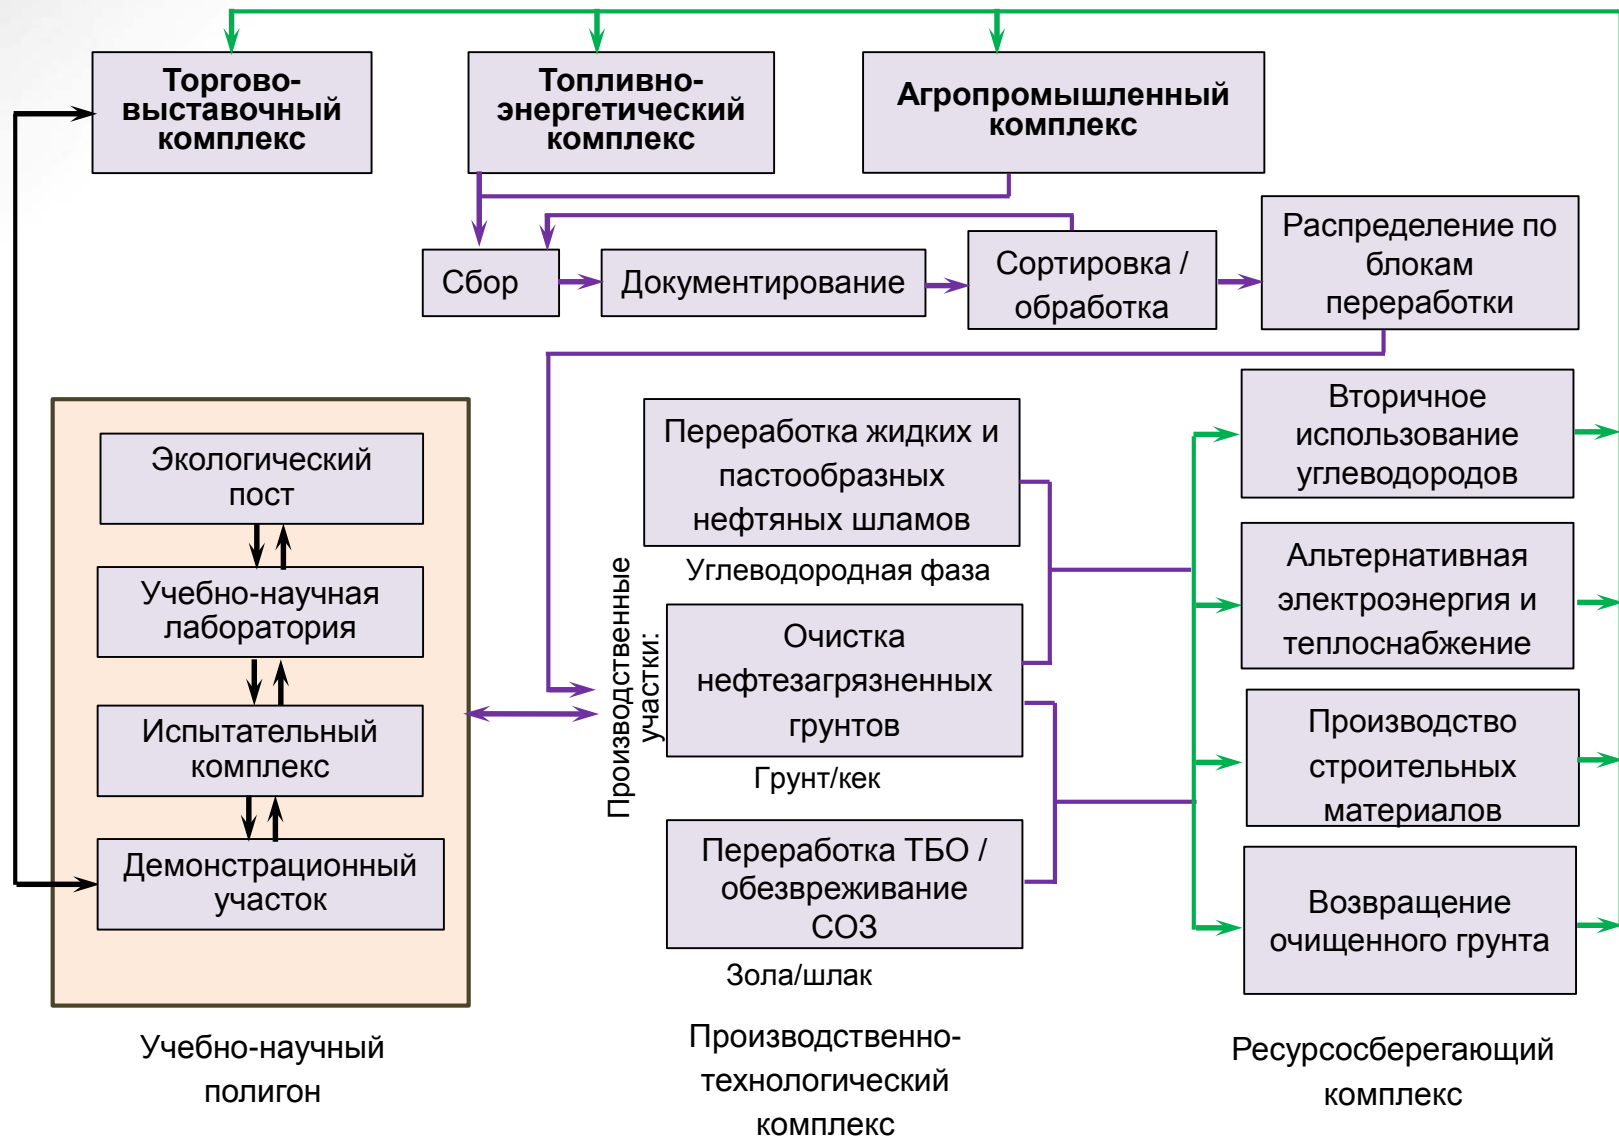 Торгово-
выставочный
комплекс
Топливно-
энергетический
комплекс
Агропромышленный
комплекс
Сбор
Документирование
Сортировка /
обработка
Распределение по
блокам
переработки
Экологический
пост
Учебно-научная
лаборатория
Испытательный
комплекс
Демонстрационный
участок
Учебно-научный
полигон
Производственные
участки:
Переработка жидких и
пастообразных
нефтяных шламов
Углеводородная фаза
Очистка
нефтезагрязненных
грунтов
Грунт/кек
Переработка ТБО /
обезвреживание
СОЗ
Зола/шлак
Производственно-
технологический
комплекс
Вторичное
использование
углеводородов
Альтернативная
электроэнергия и
теплоснабжение
Производство
строительных
материалов
Возвращение
очищенного грунта
Ресурсосберегающий
комплекс